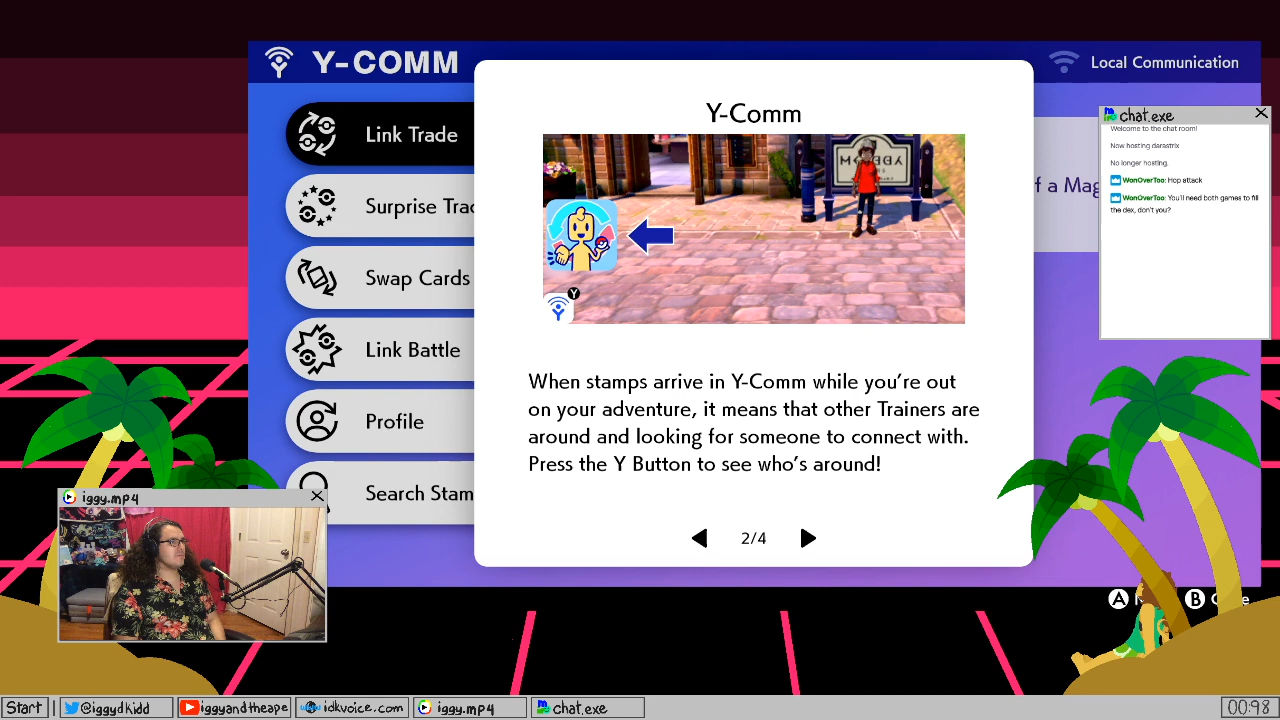 Y-COMM
Local Communication
Link Trade
Surprise Trad
Swap Cards
Link Battle
Profile
Search Stam
f a Mag
Y-Comm
Y
When stamps arrive in Y-Comm while you're out
on your adventure, it means that other Trainers are
around and looking for someone to connect with.
Press the Y Button to see who's around!
2/4
chat.exe
Welcome to the chat room!
Now hosting darastrix
No longer hosting.
WonOverToo: Hop attack
WonOverToo: You'll need both games to fill
the dex, don't you?
iggy.mp4
A
B
Start
@iggydkidd
iggyandtheape
idkvoice.com
iggy.mp4
chat.exe
00:98